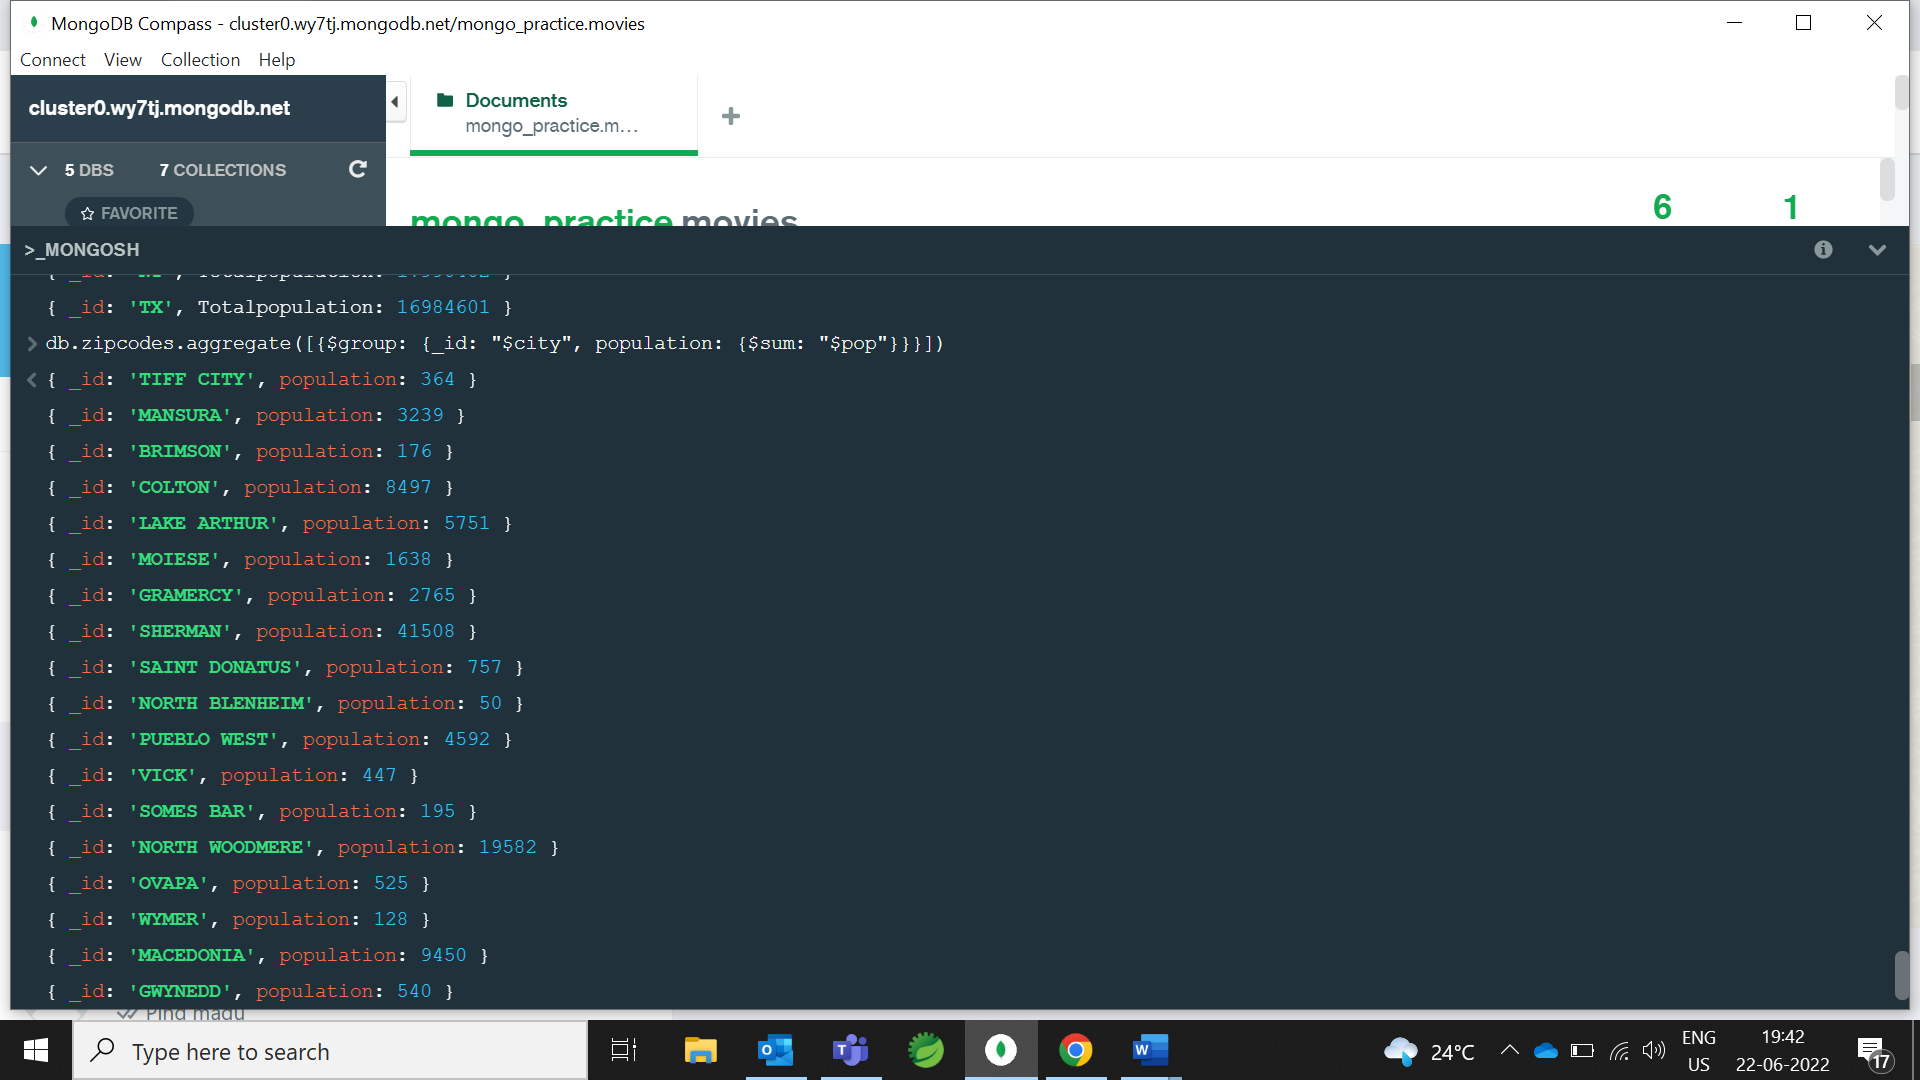 MongoDB Compass - cluster0.wy7tj.mongodb.net/mongo_practice.movies
Connect View Collection Help
cluster0.wy7tj.mongodb.net
Documents
mongo_practice.m...
5 DBS 7 COLLECTIONS
FAVORITE
mongo_practice.movies
6 1
>_MONGOSH
{ _id: 'TX', Totalpopulation: 16984601 }
db.zipcodes.aggregate([{$group: {_id: "$city", population: {$sum: "$pop"}}}])
{ _id: 'TIFF CITY', population: 364 }
{ _id: 'MANSURA', population: 3239 }
{ _id: 'BRIMSON', population: 176 }
{ _id: 'COLTON', population: 8497 }
{ _id: 'LAKE ARTHUR', population: 5751 }
{ _id: 'MOIESE', population: 1638 }
{ _id: 'GRAMERCY', population: 2765 }
{ _id: 'SHERMAN', population: 41508 }
{ _id: 'SAINT DONATUS', population: 757 }
{ _id: 'NORTH BLENHEIM', population: 50 }
{ _id: 'PUEBLO WEST', population: 4592 }
{ _id: 'VICK', population: 447 }
{ _id: 'SOMES BAR', population: 195 }
{ _id: 'NORTH WOODMERE', population: 19582 }
{ _id: 'OVAPA', population: 525 }
{ _id: 'WYMER', population: 128 }
{ _id: 'MACEDONIA', population: 9450 }
{ _id: 'GWYNEDD', population: 540 }
Type here to search
24°C
ENG
US
19:42
22-06-2022
17